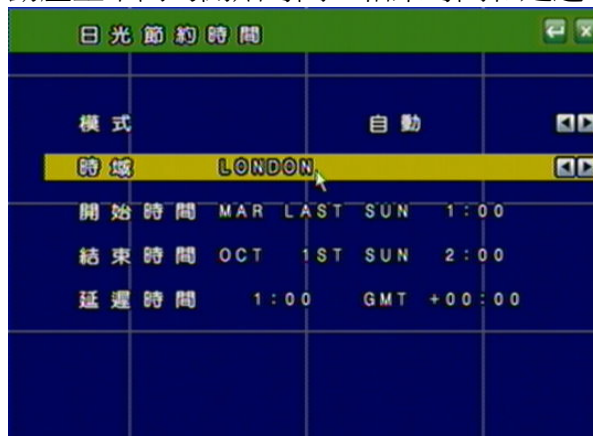 日光節約時間
模式 自動
時域 LONDON
開始時間 MAR LAST SUN 1:00
結束時間 OCT 1ST SUN 2:00
延遲時間 1:00 GMT +00:00